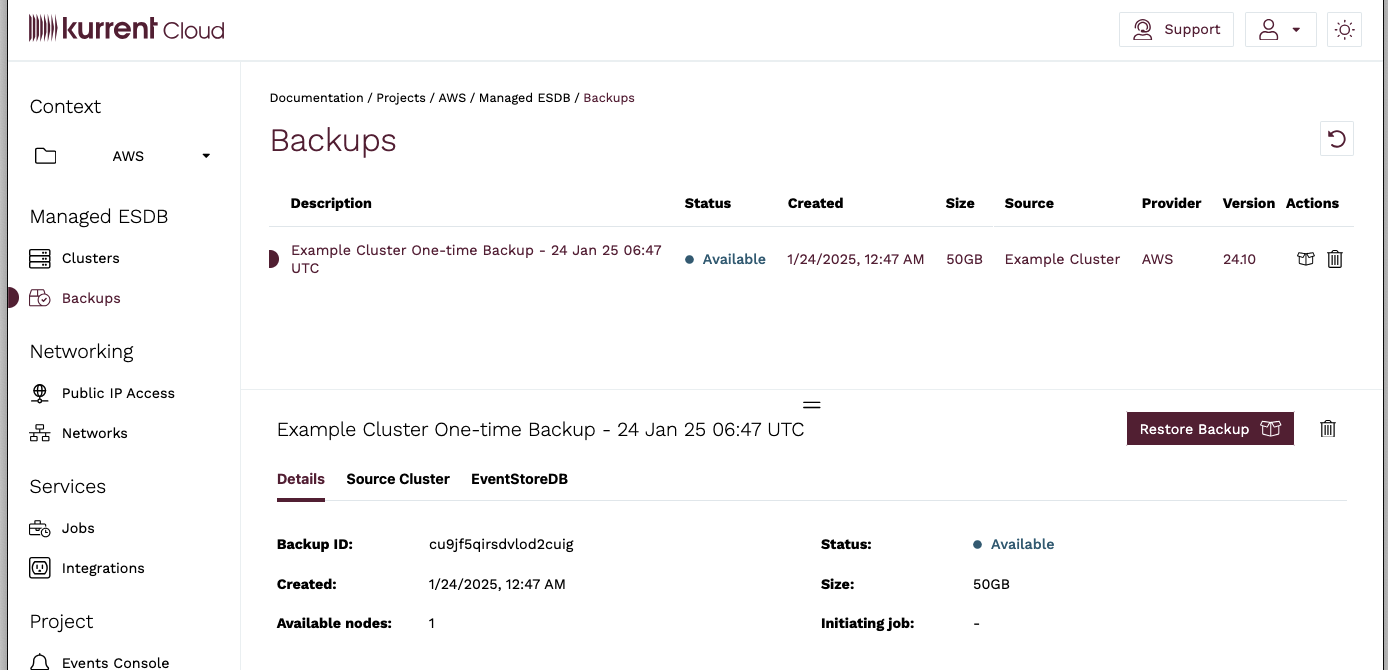 kurrent Cloud
Support
Context
AWS
Managed ESDB
Clusters
Backups
Networking
Public IP Access
Networks
Services
Jobs
Integrations
Project
Events Console
Documentation / Projects / AWS / Managed ESDB / Backups
Backups
Description Status Created Size Source Provider Version Actions
Example Cluster One-time Backup - 24 Jan 25 06:47
UTC
Available 1/24/2025, 12:47 AM 50GB Example Cluster AWS 24.10
Example Cluster One-time Backup - 24 Jan 25 06:47 UTC
Restore Backup
Details Source Cluster EventStoreDB
Backup ID: cu9jf5qirsdvlod2cuig Status: Available
Created: 1/24/2025, 12:47 AM Size: 50GB
Available nodes: 1 Initiating job: -